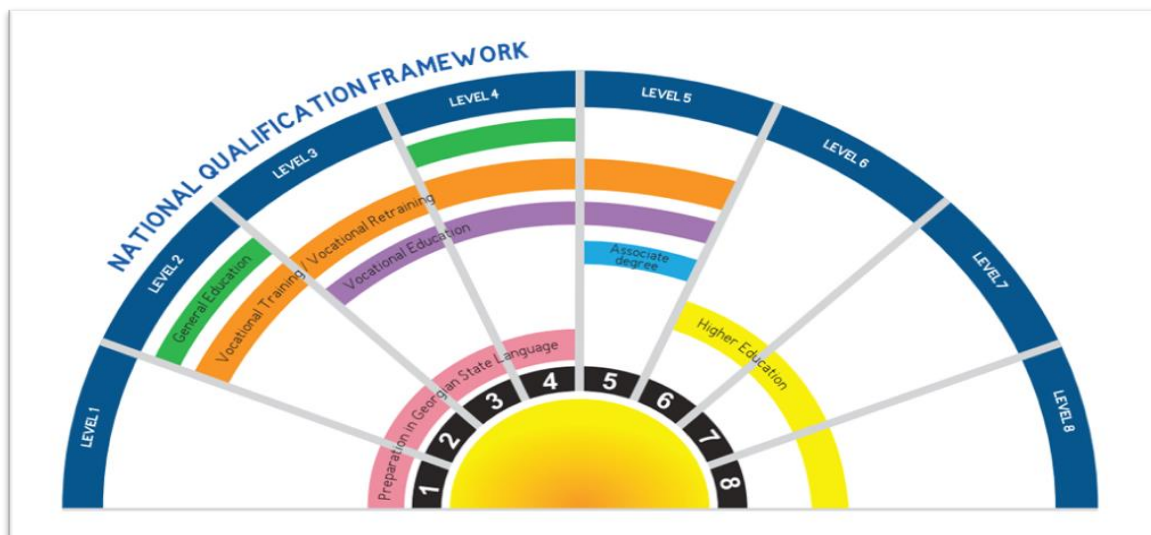 NATIONAL QUALIFICATION FRAMEWORK
LEVEL 1
LEVEL 2
LEVEL 3
LEVEL 4
LEVEL 5
LEVEL 6
LEVEL 7
LEVEL 8
General Education
Vocational Training / Vocational Retraining
Vocational Education
Associate
degree
Higher Education
Preparation in Georgian State Language
1
2
3
4
5
6
7
8